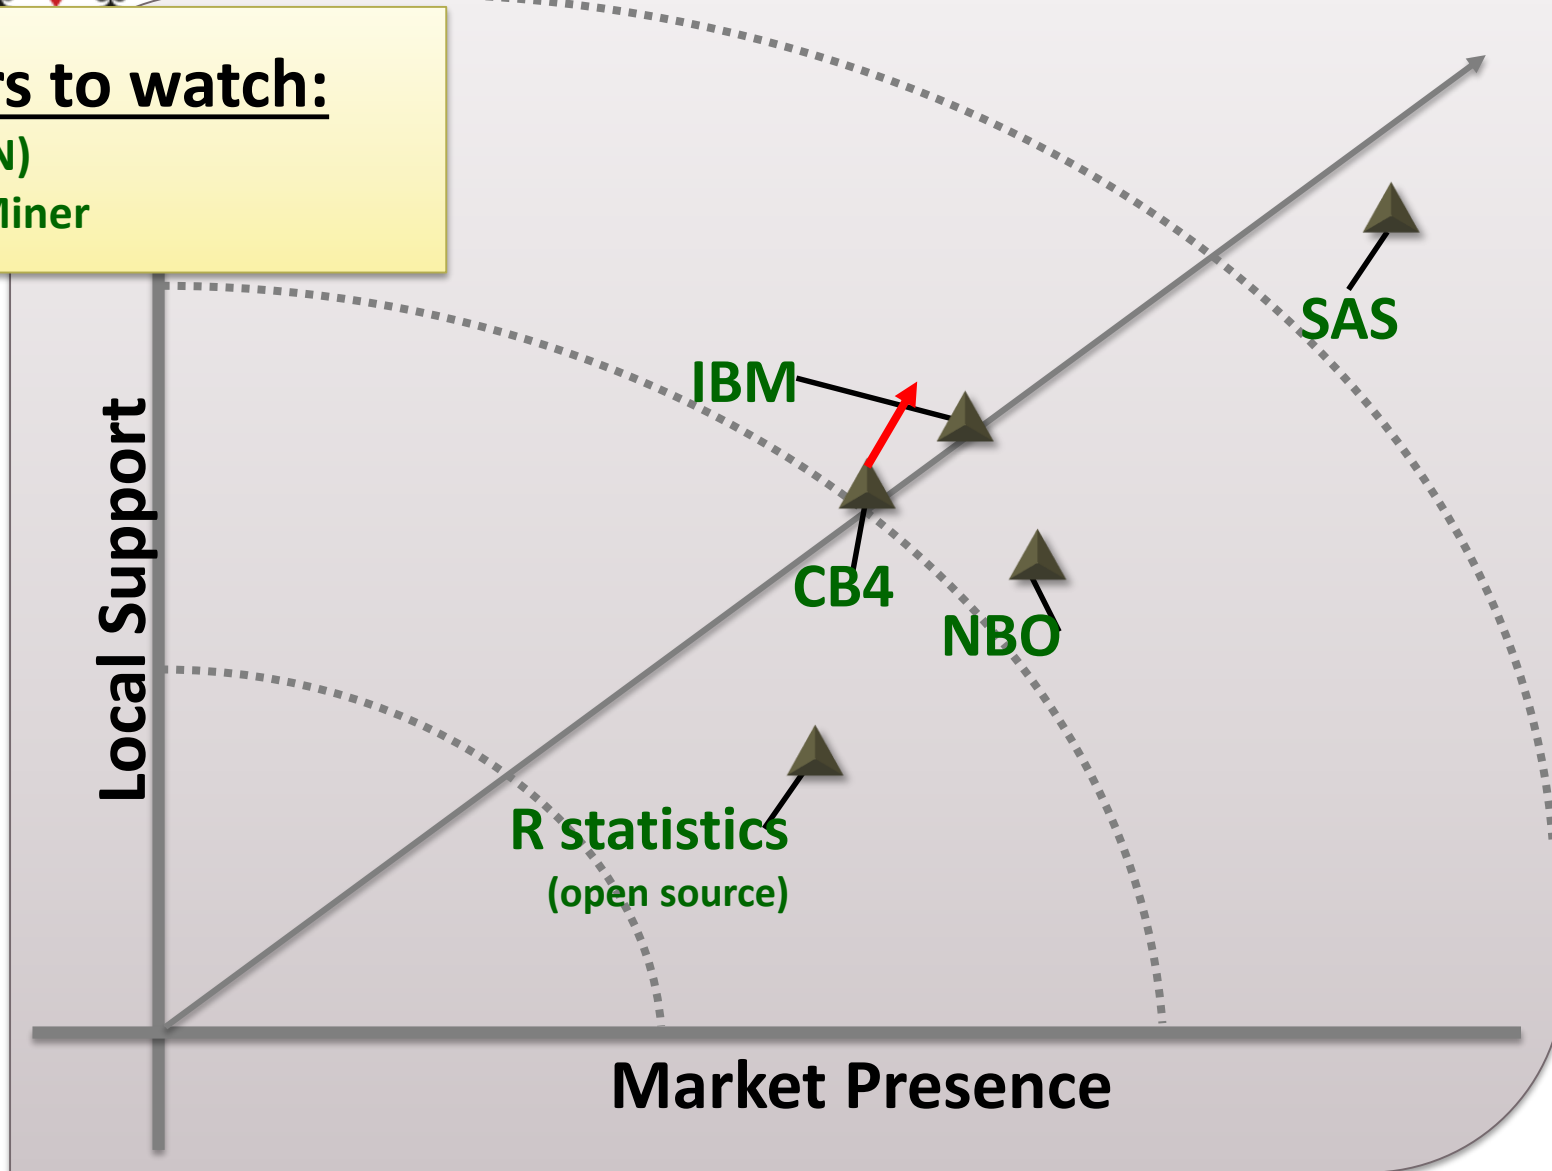 rs to watch:
N)
Miner
SAS
IBM
CB4
NBO
R statistics
(open source)
Local Support
Market Presence